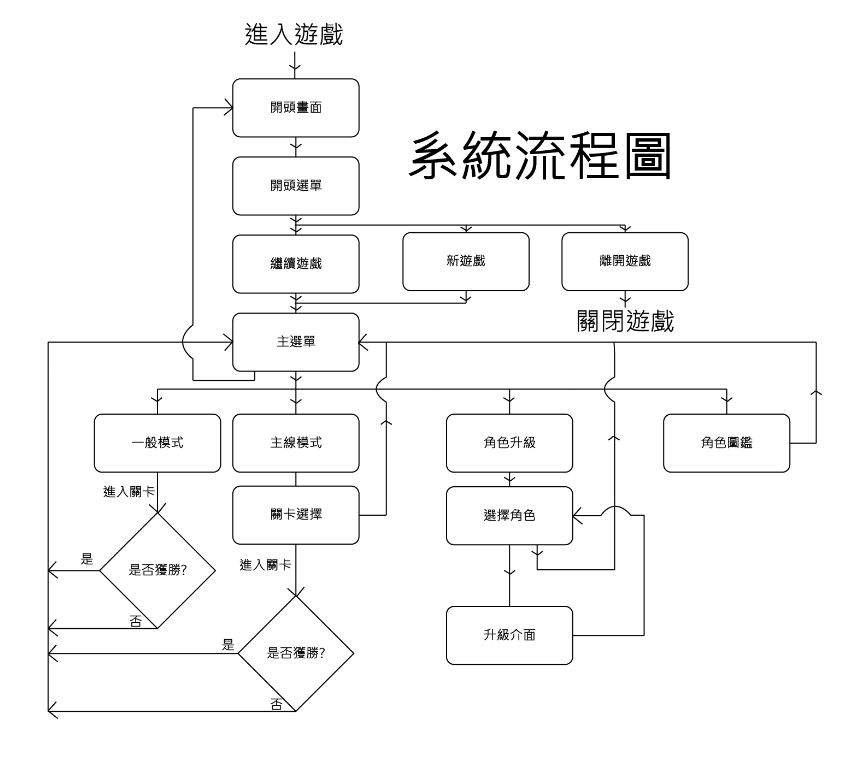 進入遊戲
開頭畫面
系統流程圖
開頭選單
繼續遊戲
新遊戲
離開遊戲
關閉遊戲
主選單
一般模式
主線模式
角色升級
角色圖鑑
進入關卡
關卡選擇
選擇角色
是
是否獲勝?
進入關卡
否
升級介面
是
是否獲勝?
否